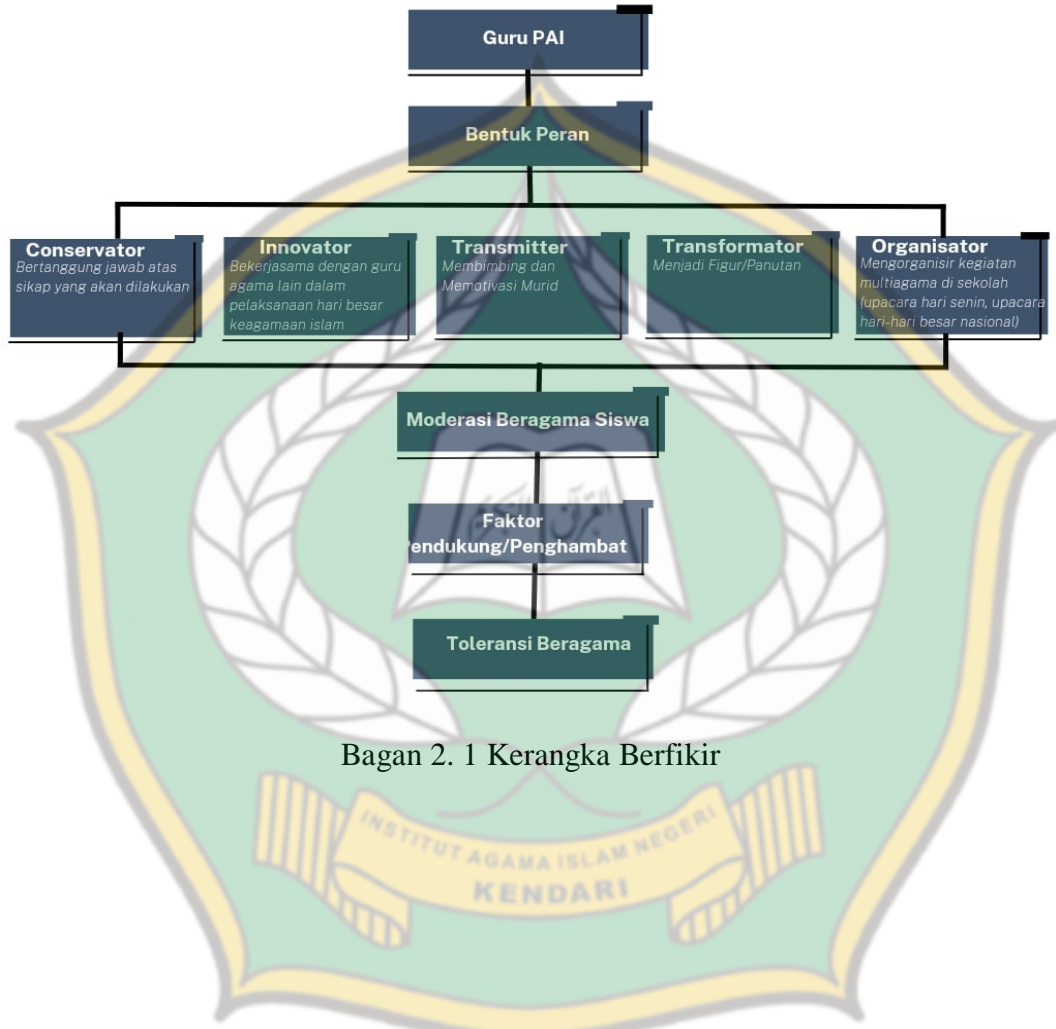 Guru PAI
Bentuk Peran
Conservator
Bertanggung jawab atas
sikap yang akan dilakukan
Innovator
Bekerjasama dengan guru
agama lain dalam
pelaksanaan hari besar
keagamaan islam
Transmitter
Membimbing dan
Memotivasi Murid
Transformator
Menjadi Figur/Panutan
Organisator
Mengorganisir kegiatan
multiagama di sekolah
(upacara hari senin, upacara
hari-hari besar nasional)
Moderasi Beragama Siswa
القرآن الكريم
Faktor
endukung/Penghambat
Toleransi Beragama
Bagan 2. 1 Kerangka Berfikir
INSTITUT AGAMA ISLAM NEGERI
KENDARI